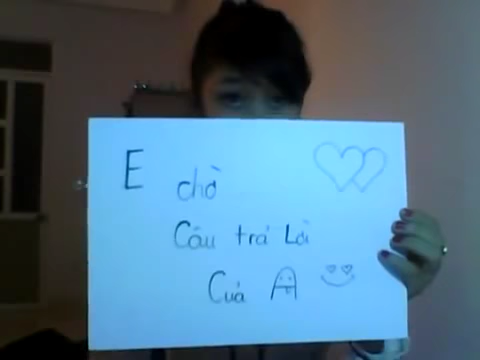 E chờ
Câu trả Lời
Của A